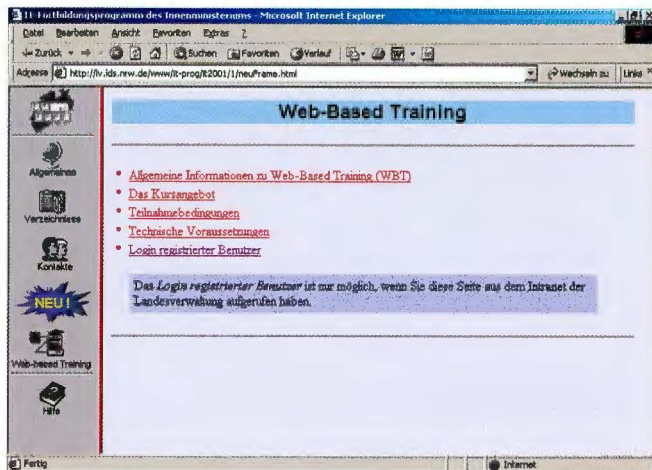 IT-Fortbildungsprogramm des Innenministeriums - Microsoft Internet Explorer
Datei Bearbeiten Ansicht Favoriten Extras ?
Zurück Suchen Favoriten Verlauf
Adresse http://lv.ids.nrw.de/www/it-prog/it2001/1/neuframe.html Wechseln zu Links
Web-Based Training
Allgemeines
Verzeichnisse
Kontakte
NEU!
Web-based Training
Hilfe
• Allgemeine Informationen zu Web-Based Training (WBT)
• Das Kursangebot
• Teilnahmebedingungen
• Technische Voraussetzungen
• Login registrierter Benutzer
Das Login registrierter Benutzer ist nur möglich, wenn Sie diese Seite aus dem Intranet der
Landesverwaltung aufgerufen haben.
Fertig Internet